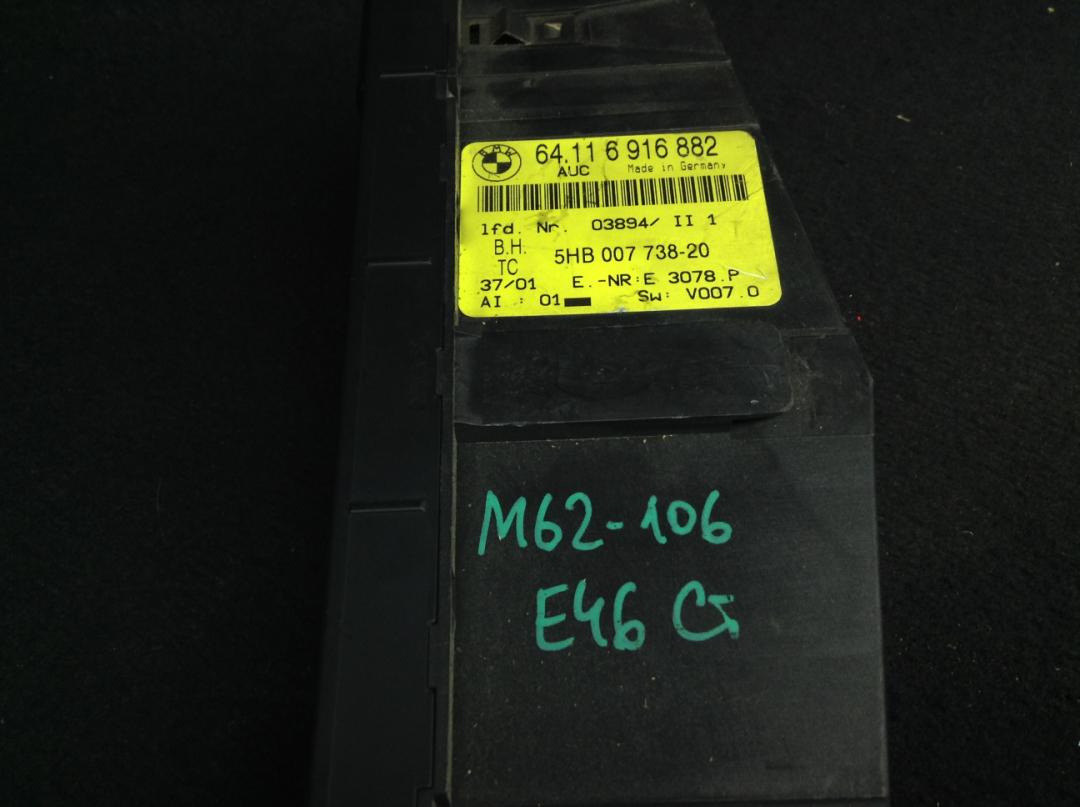 BMW
64.11 6 916 882
AUC Made in Germany
lfd. Nr. 03894/ II 1
B.H. 5HB 007 738-20
TC
37/01 E.-NR:E 3078.P
AI : 01 SW: V007.0
M62-106
E46 G